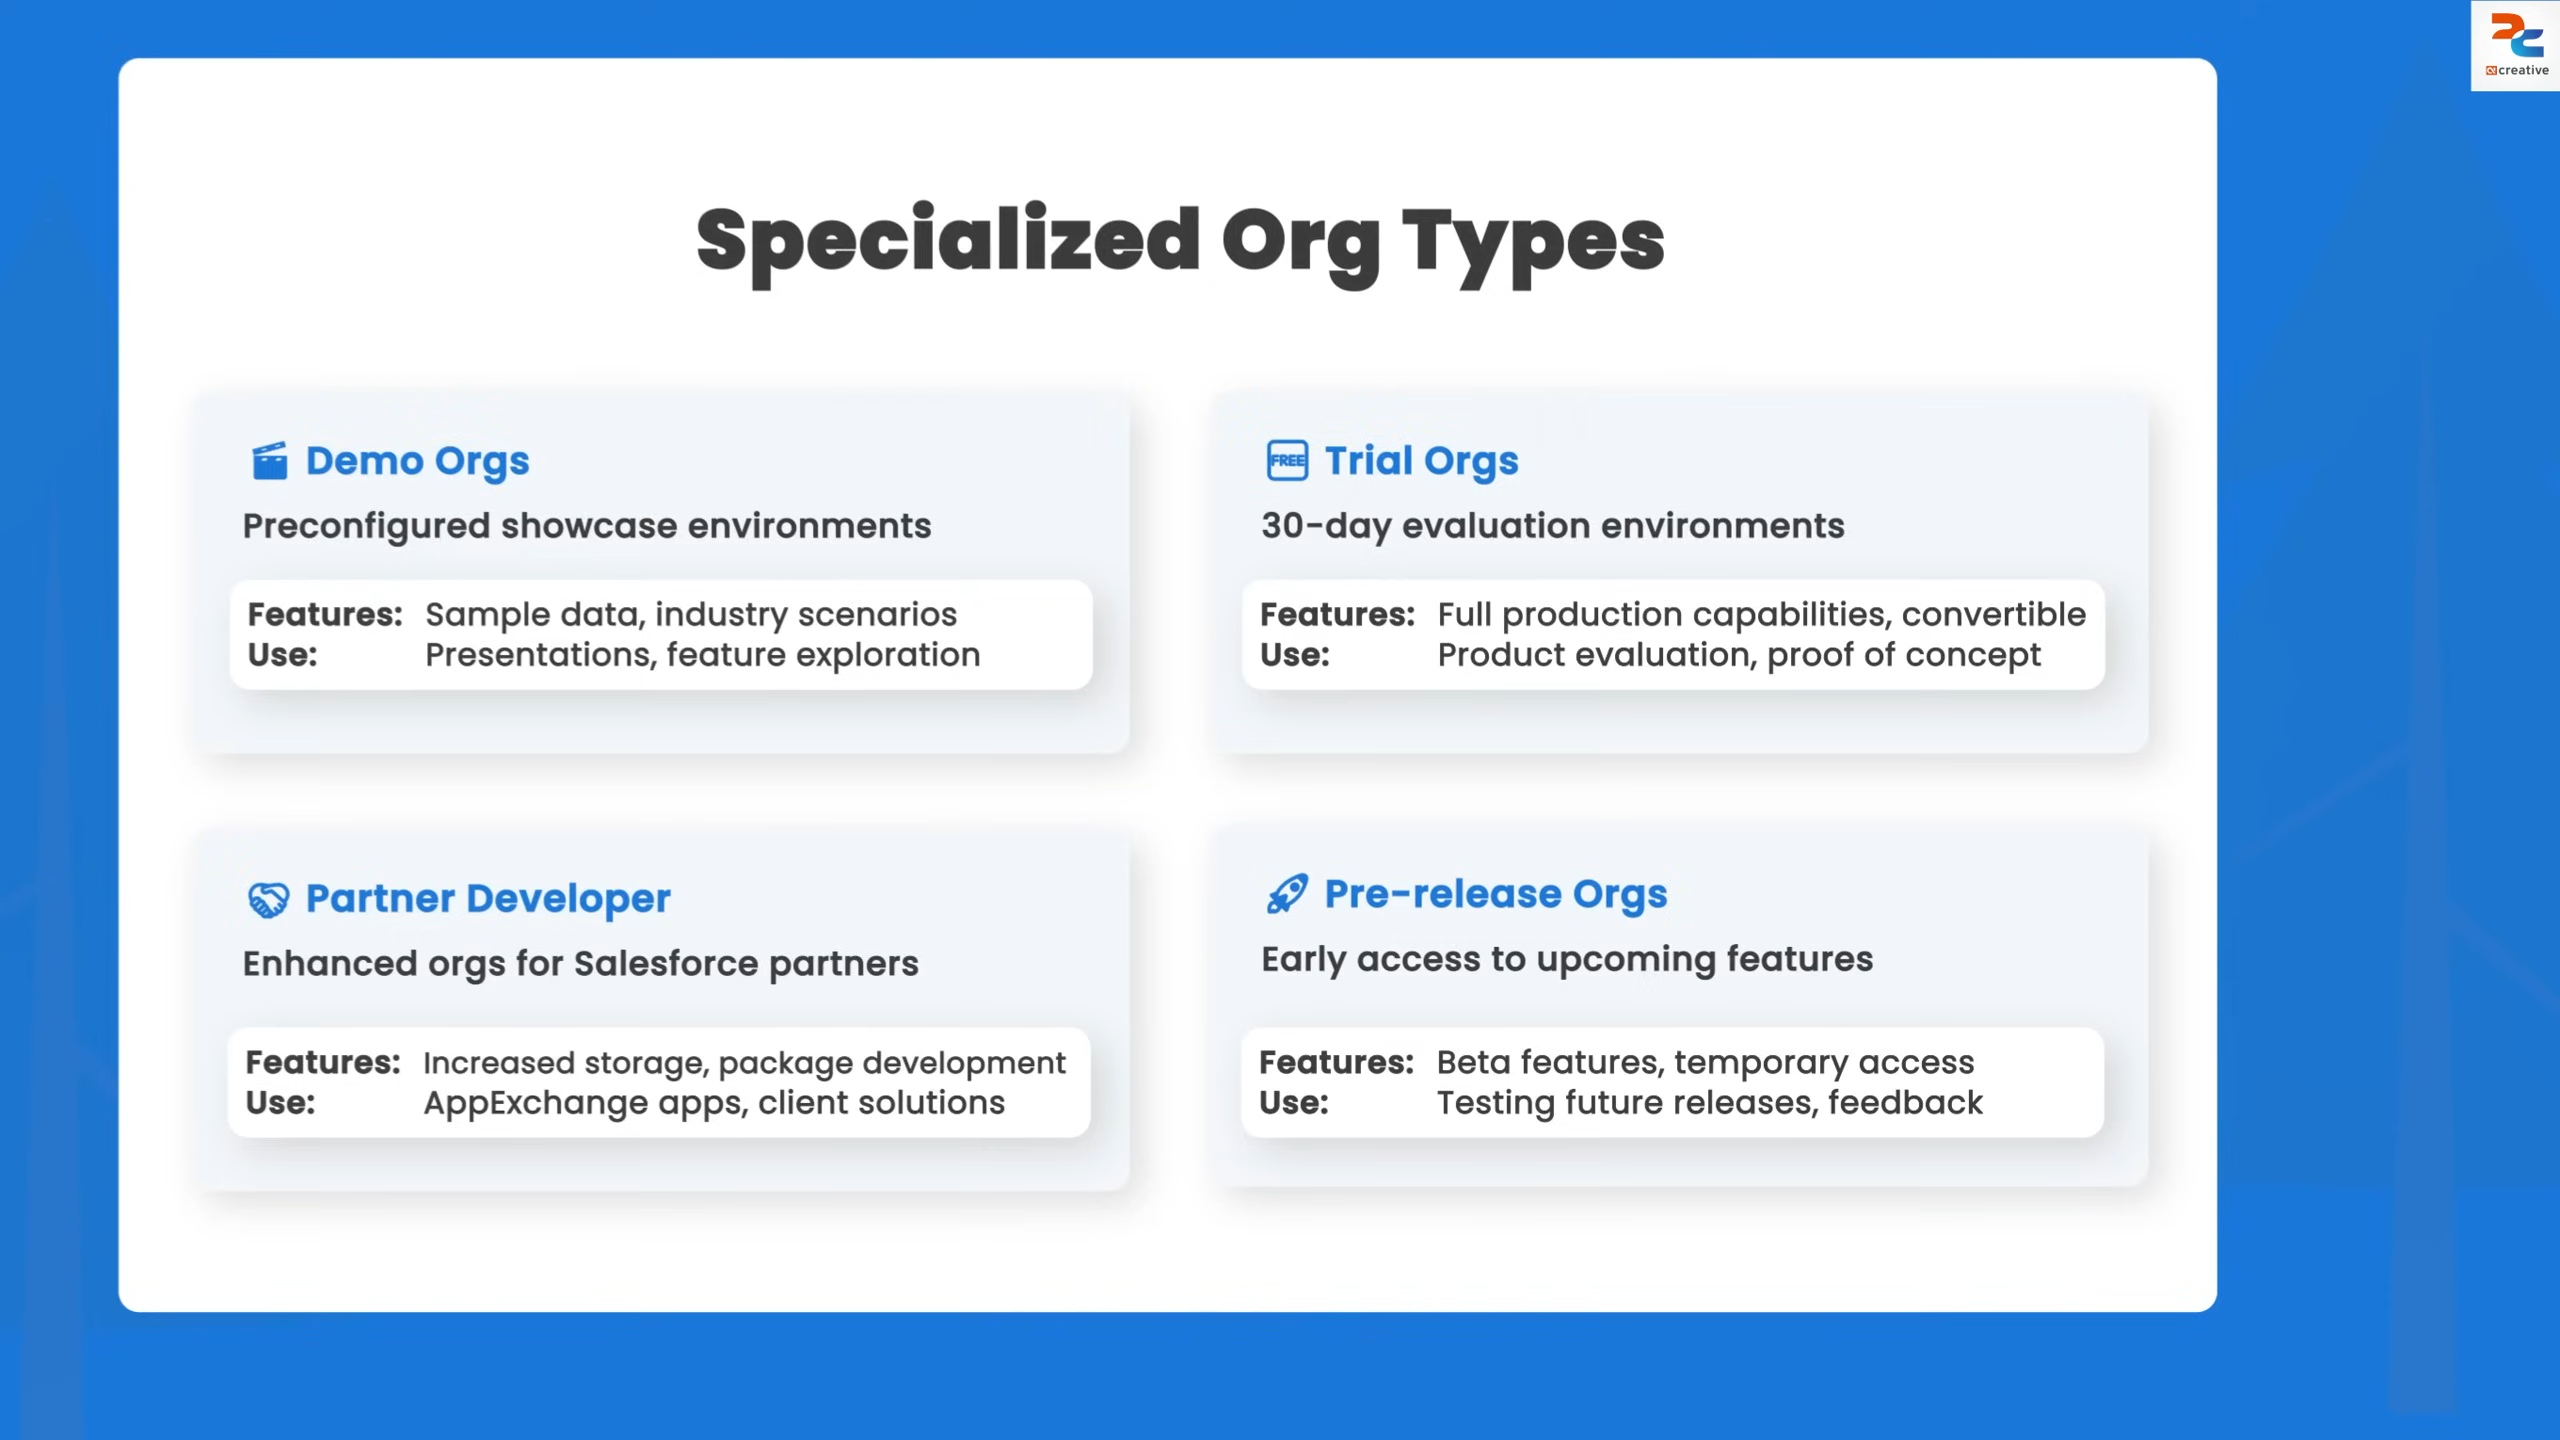 creative
Specialized Org Types
Demo Orgs
Preconfigured showcase environments
Features: Sample data, industry scenarios
Use: Presentations, feature exploration
FREE Trial Orgs
30-day evaluation environments
Features: Full production capabilities, convertible
Use: Product evaluation, proof of concept
Partner Developer
Enhanced orgs for Salesforce partners
Features: Increased storage, package development
Use: AppExchange apps, client solutions
Pre-release Orgs
Early access to upcoming features
Features: Beta features, temporary access
Use: Testing future releases, feedback